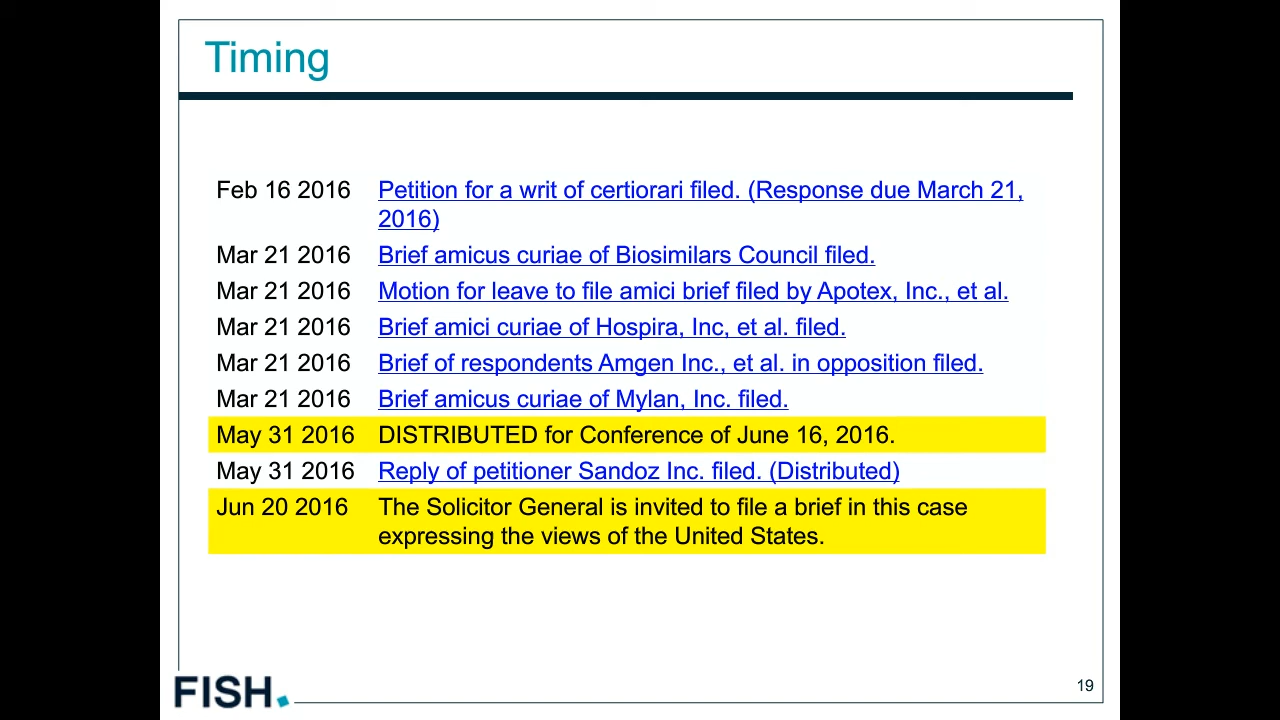 Timing
Feb 16 2016 Petition for a writ of certiorari filed. (Response due March 21,
2016)
Mar 21 2016 Brief amicus curiae of Biosimilars Council filed.
Mar 21 2016 Motion for leave to file amici brief filed by Apotex, Inc., et al.
Mar 21 2016 Brief amici curiae of Hospira, Inc, et al. filed.
Mar 21 2016 Brief of respondents Amgen Inc., et al. in opposition filed.
Mar 21 2016 Brief amicus curiae of Mylan, Inc. filed.
May 31 2016 DISTRIBUTED for Conference of June 16, 2016.
May 31 2016 Reply of petitioner Sandoz Inc. filed. (Distributed)
Jun 20 2016 The Solicitor General is invited to file a brief in this case
expressing the views of the United States.
FISH.
19